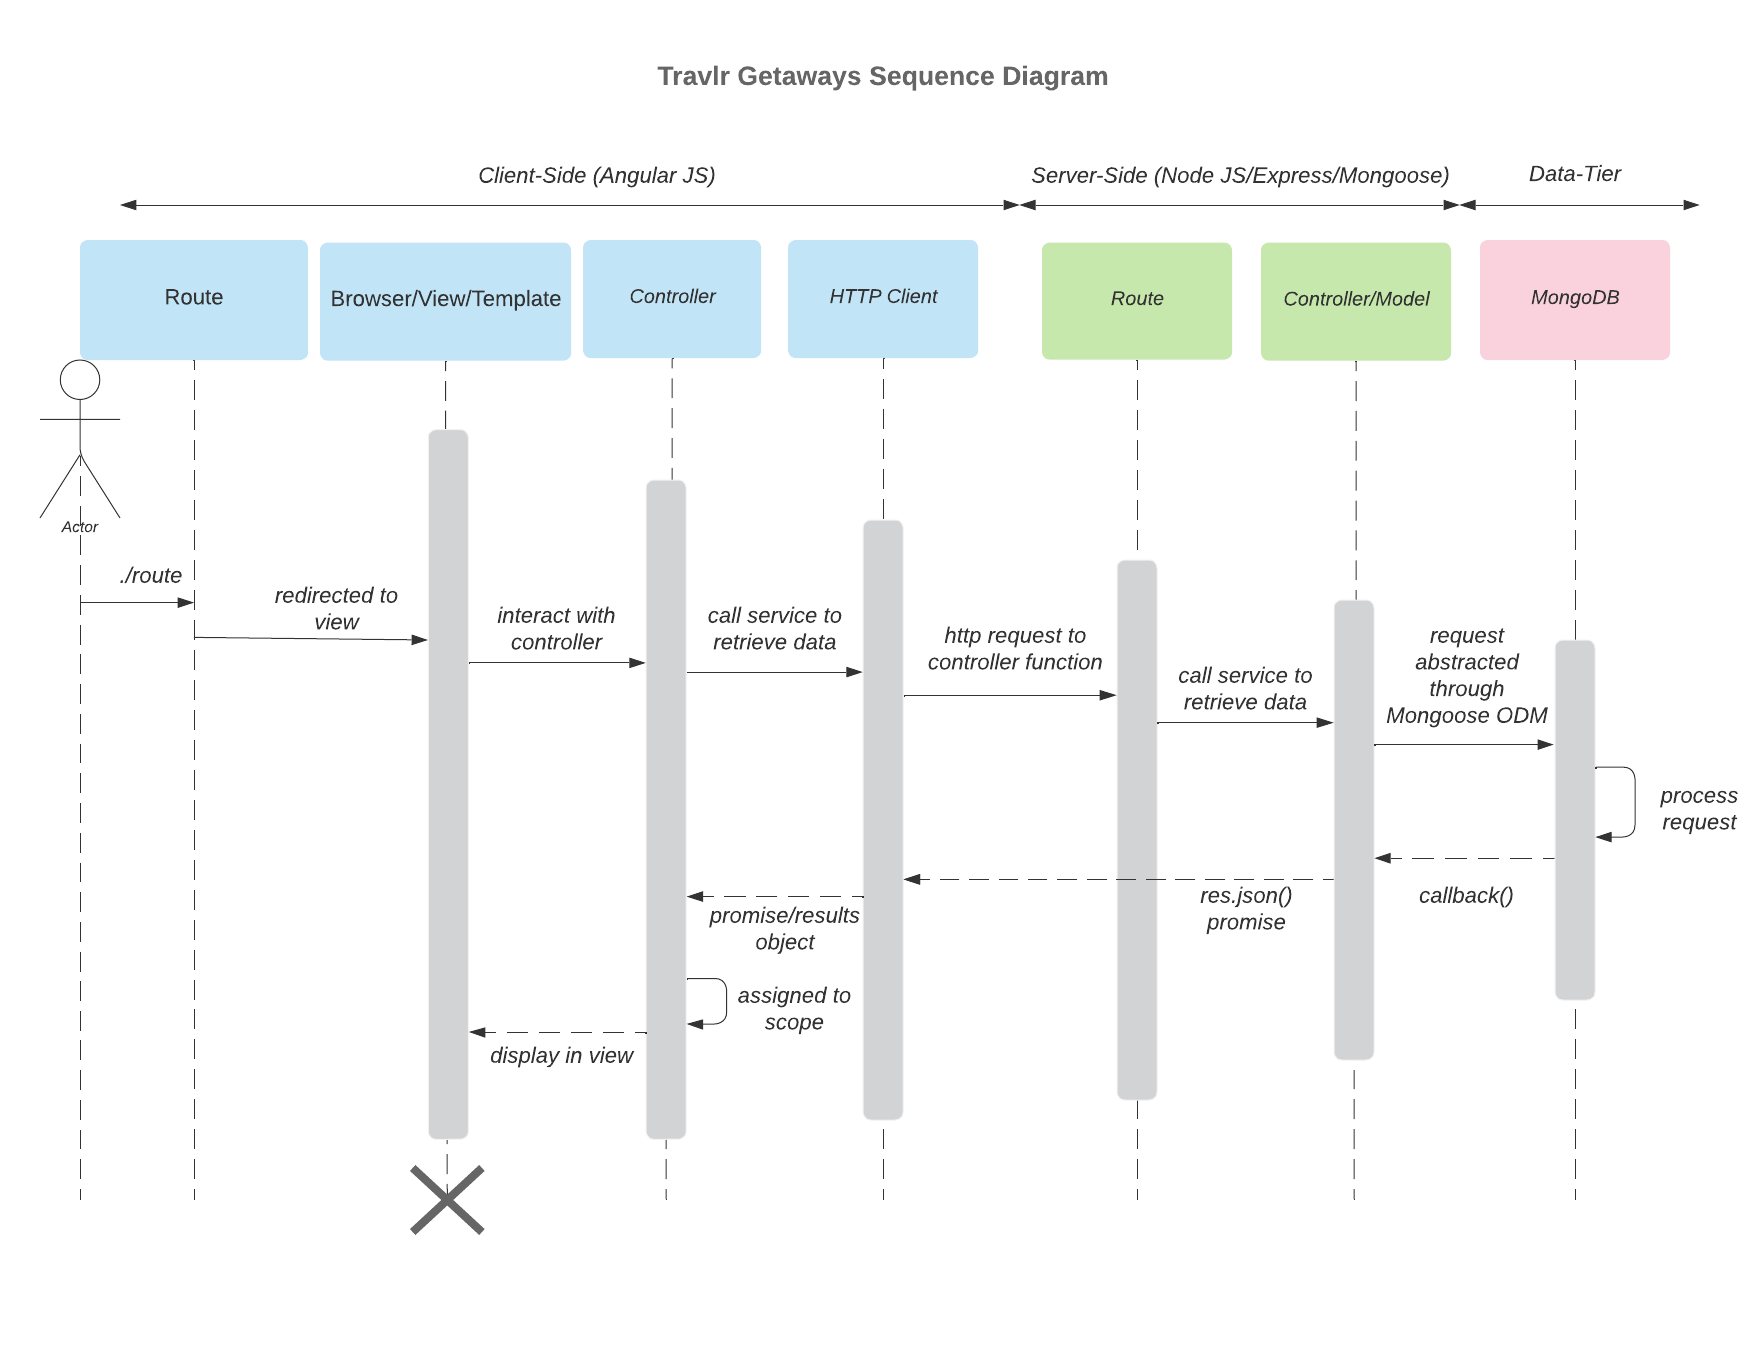 Travlr Getaways Sequence Diagram
Client-Side (Angular JS)
Server-Side (Node JS/Express/Mongoose)
Data-Tier
Route
Browser/View/Template
Controller
HTTP Client
Route
Controller/Model
MongoDB
Actor
./route
redirected to
view
interact with
controller
call service to
retrieve data
http request to
controller function
call service to
retrieve data
request
abstracted
through
Mongoose ODM
process
request
callback()
res.json()
promise
promise/results
object
assigned to
scope
display in view